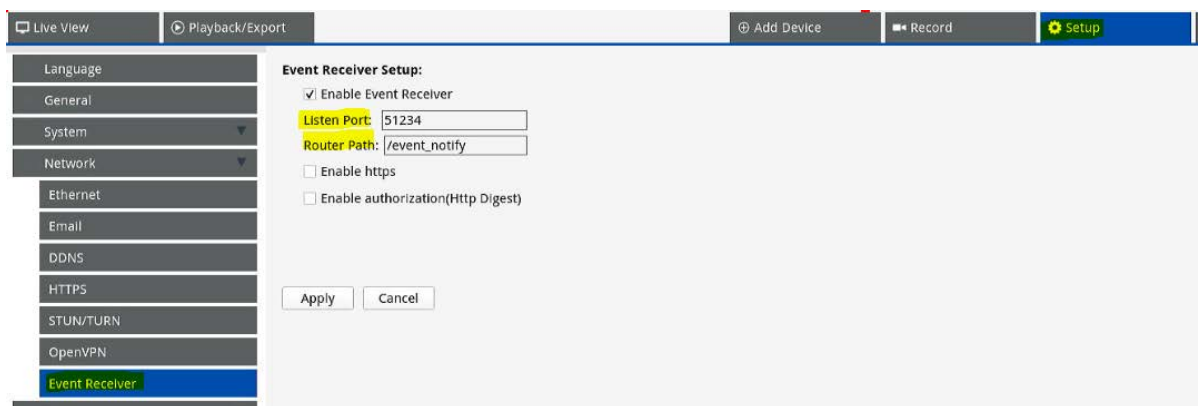 Live View Playback/Export Add Device Record Setup
Language
General
System
Network
Ethernet
Email
DDNS
HTTPS
STUN/TURN
OpenVPN
Event Receiver
Event Receiver Setup:
Enable Event Receiver
Listen Port: 51234
Router Path: /event_notify
Enable https
Enable authorization(Http Digest)
Apply Cancel